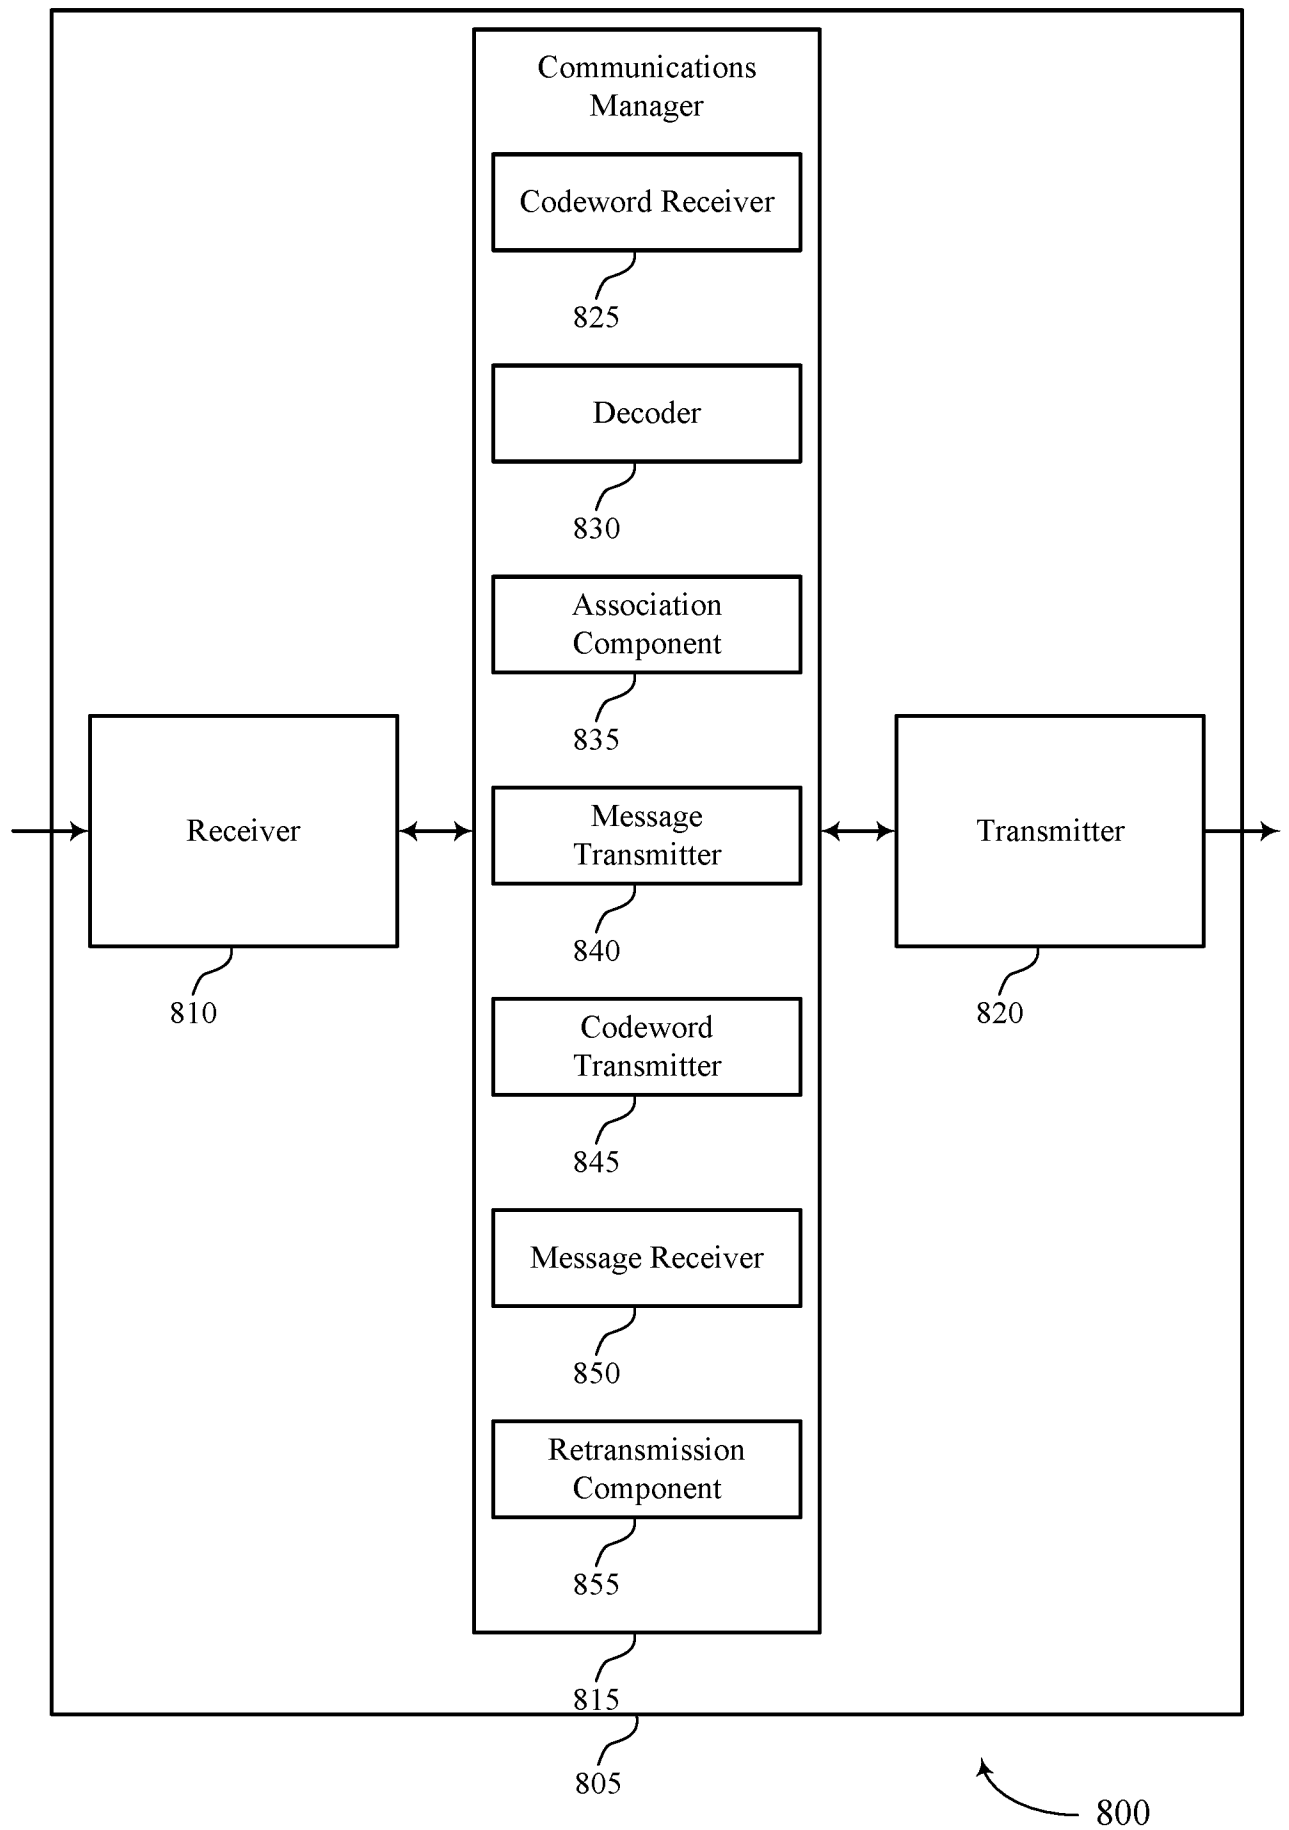 Communications
Manager
Codeword Receiver
825
Decoder
830
Association
Component
835
Receiver
810
Message
Transmitter
840
Transmitter
820
Codeword
Transmitter
845
Message Receiver
850
Retransmission
Component
855
815
805
800